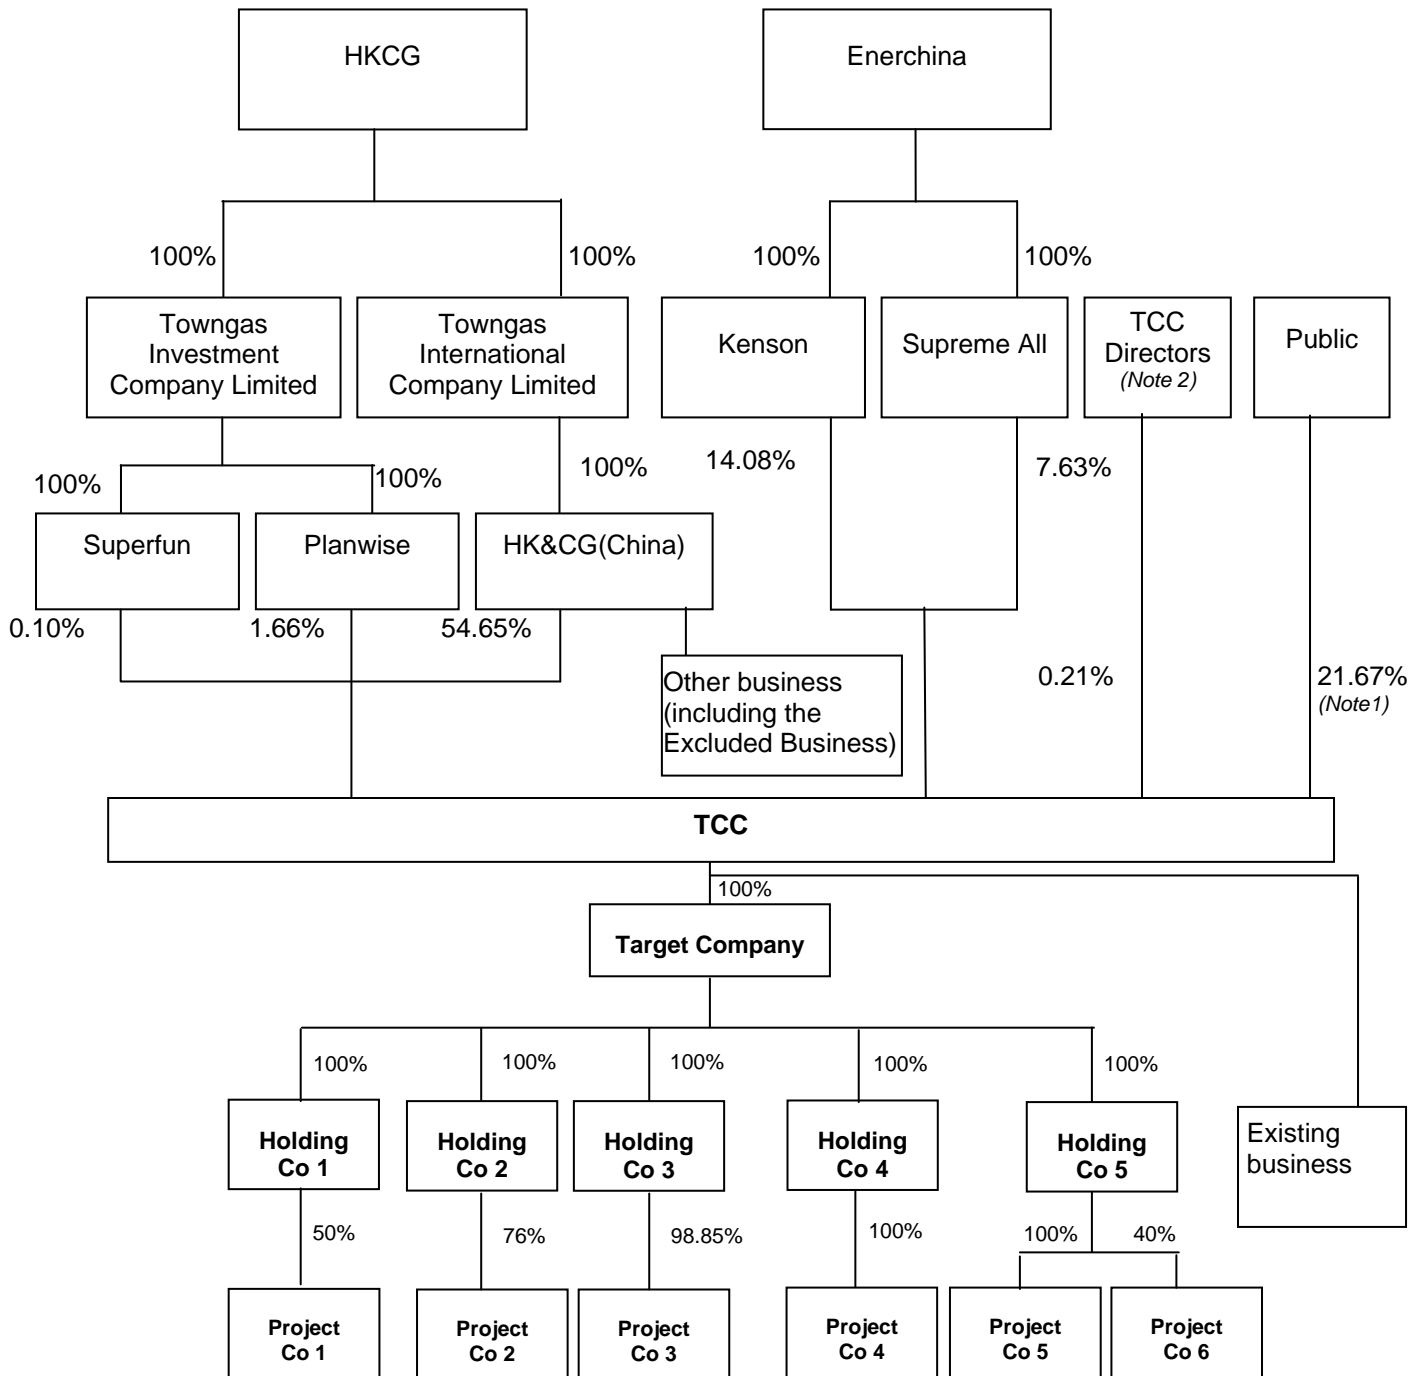 HKCG
Enerchina
100%
100%
100%
100%
Towngas
Investment
Company Limited
Towngas
International
Company Limited
Kenson
Supreme All
TCC
Directors
(Note 2)
Public
100%
100%
100%
14.08%
7.63%
Superfun
Planwise
HK&CG(China)
0.10%
1.66%
54.65%
Other business
(including the
Excluded Business)
0.21%
21.67%
(Note1)
TCC
100%
Target Company
100%
100%
100%
100%
100%
Holding
Co 1
Holding
Co 2
Holding
Co 3
Holding
Co 4
Holding
Co 5
Existing
business
50%
76%
98.85%
100%
100%
40%
Project
Co 1
Project
Co 2
Project
Co 3
Project
Co 4
Project
Co 5
Project
Co 6